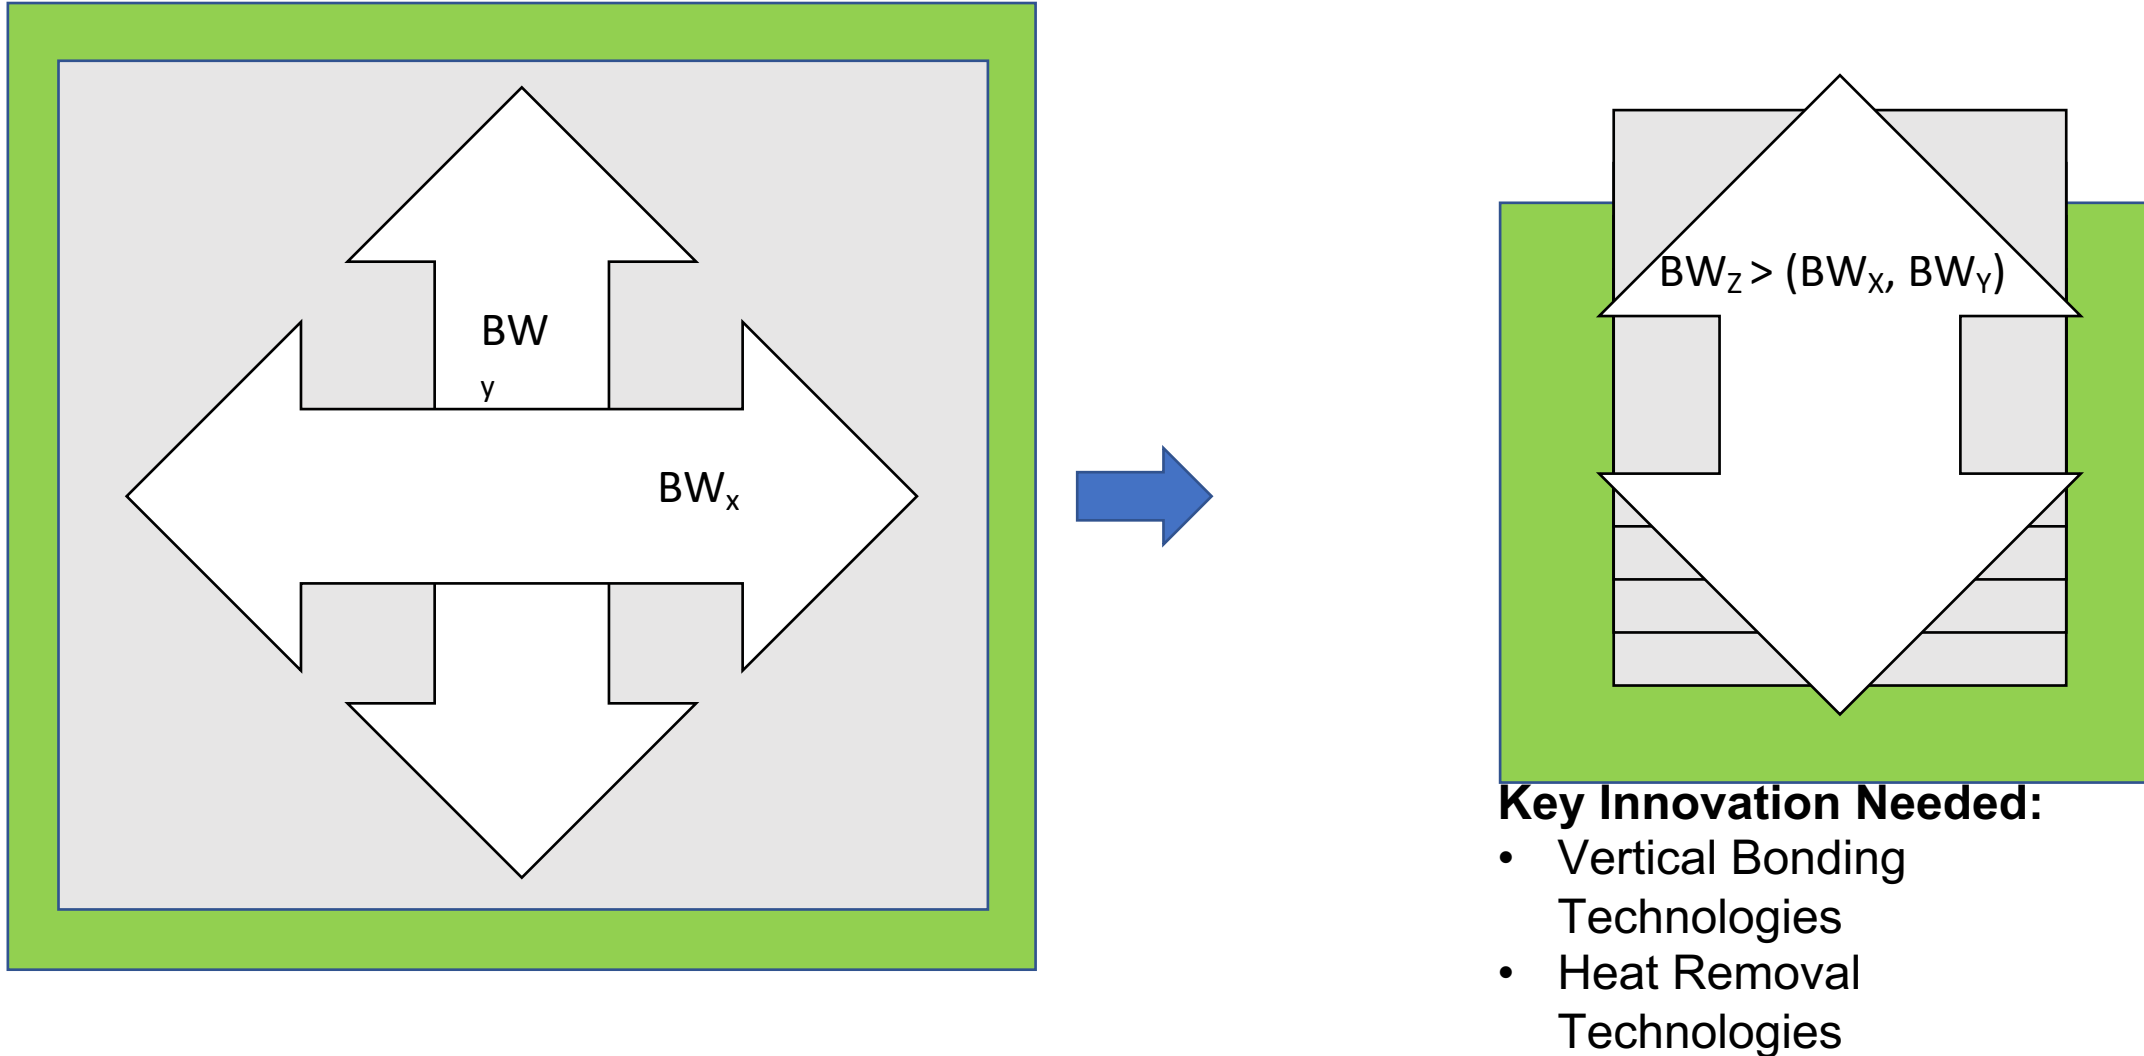 BW
y
BWx
BWZ > (BWX, BWY)
Key Innovation Needed:
• Vertical Bonding
Technologies
• Heat Removal
Technologies